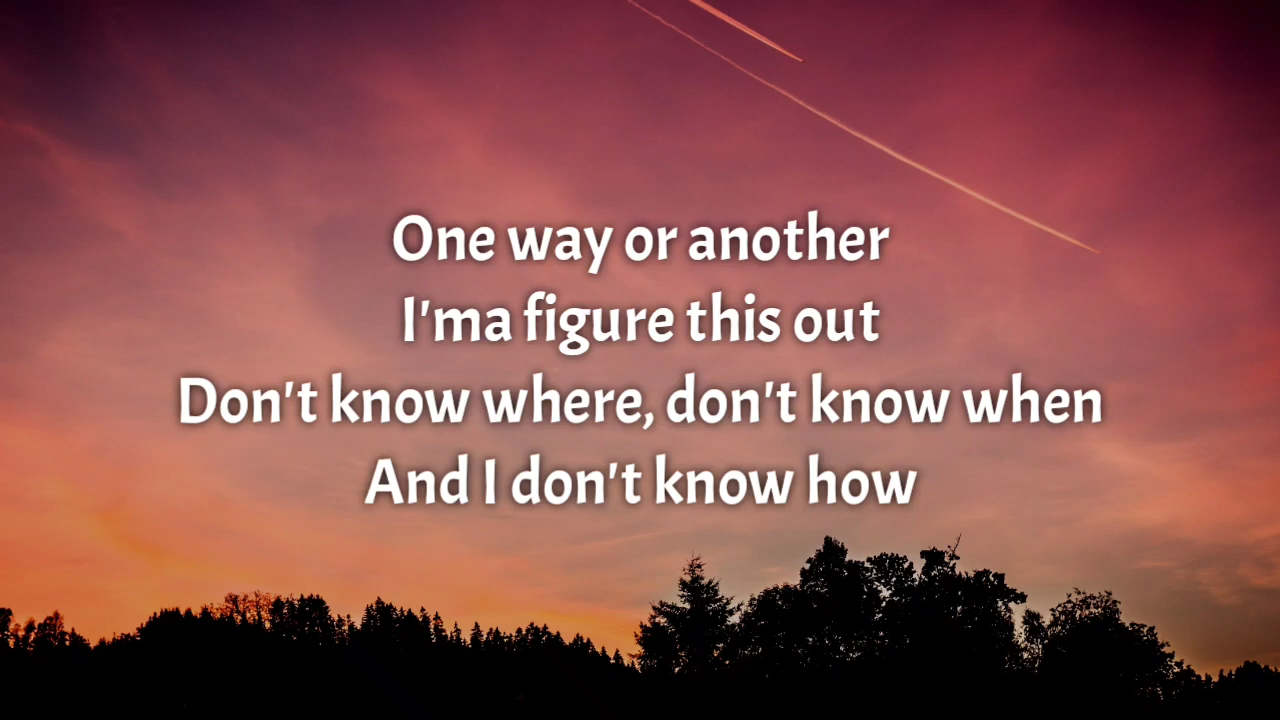 One way or another
I'ma figure this out
Don't know where, don't know when
And I don't know how